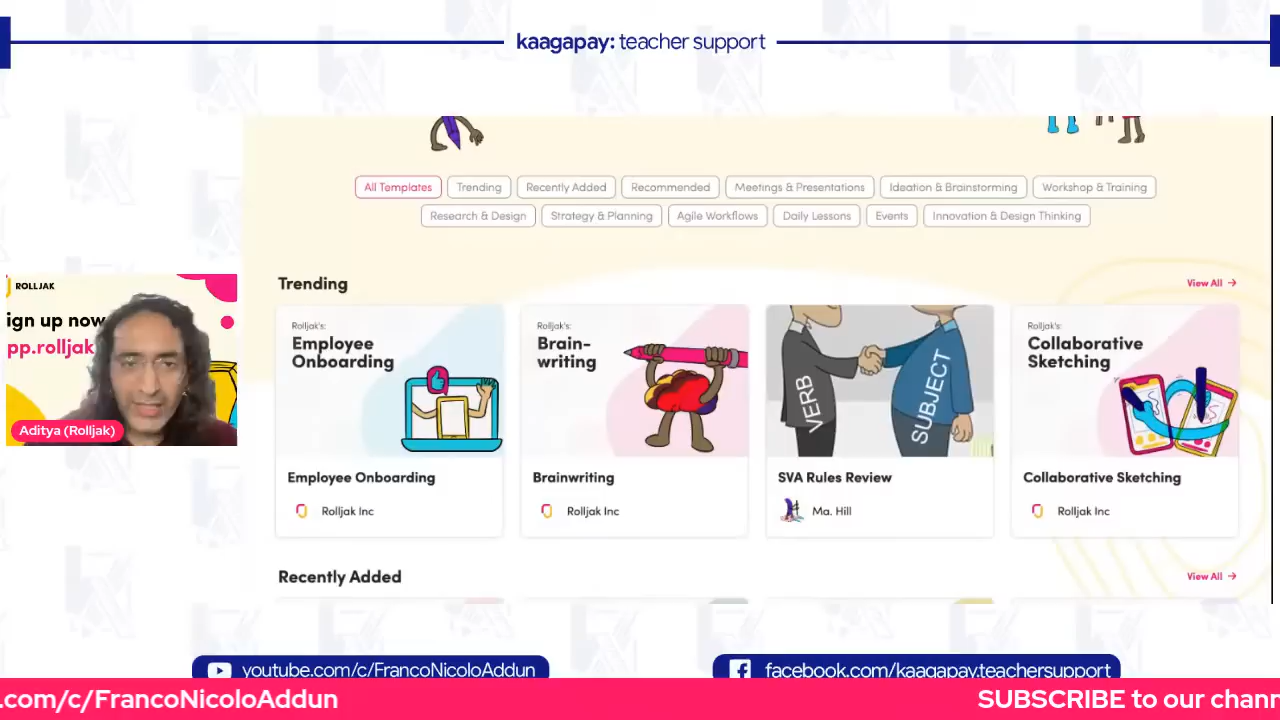 kaagapay: teacher support
All Templates
Trending
Recently Added
Recommended
Meetings & Presentations
Ideation & Brainstorming
Workshop & Training
Research & Design
Strategy & Planning
Agile Workflows
Daily Lessons
Events
Innovation & Design Thinking
ROLLJAK
ign up now
pp.rolljak
Aditya (Rolljak)
Trending
View All →
Rolljak's:
Employee
Onboarding
Employee Onboarding
Rolljak Inc
Rolljak's:
Brain-
writing
Brainwriting
Rolljak Inc
VERB
SUBJECT
SVA Rules Review
Ma. Hill
Rolljak's:
Collaborative
Sketching
Collaborative Sketching
Rolljak Inc
Recently Added
View All →
youtube.com/c/FrancoNicoloAddun
facebook.com/kaagapay.teachersupport
.com/c/FrancoNicoloAddun
SUBSCRIBE to our chann